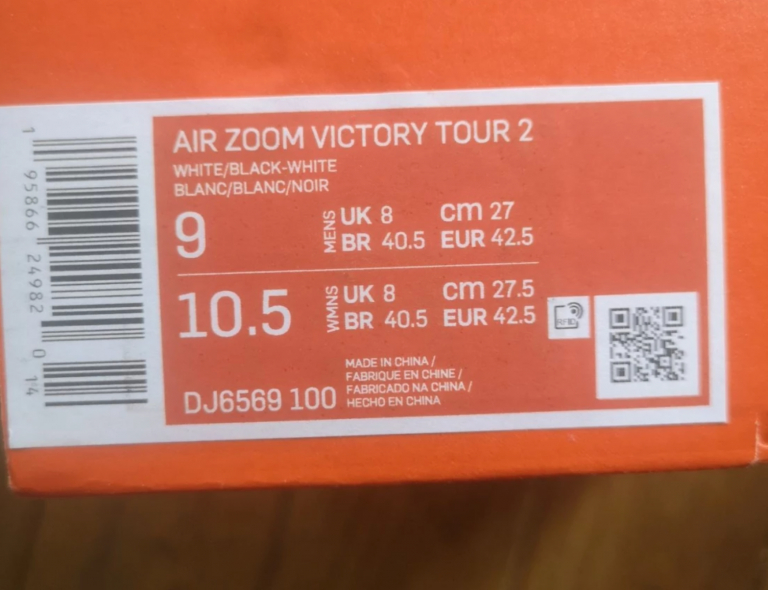 AIR ZOOM VICTORY TOUR 2
WHITE/BLACK-WHITE
BLANC/BLANC/NOIR
9
MENS
UK 8 cm 27
BR 40.5 EUR 42.5
10.5
WMNS
UK 8 cm 27.5
BR 40.5 EUR 42.5
RFID
DJ6569 100
MADE IN CHINA /
FABRIQUE EN CHINE /
FABRICADO NA CHINA /
HECHO EN CHINA
1 95866 24982 0 14